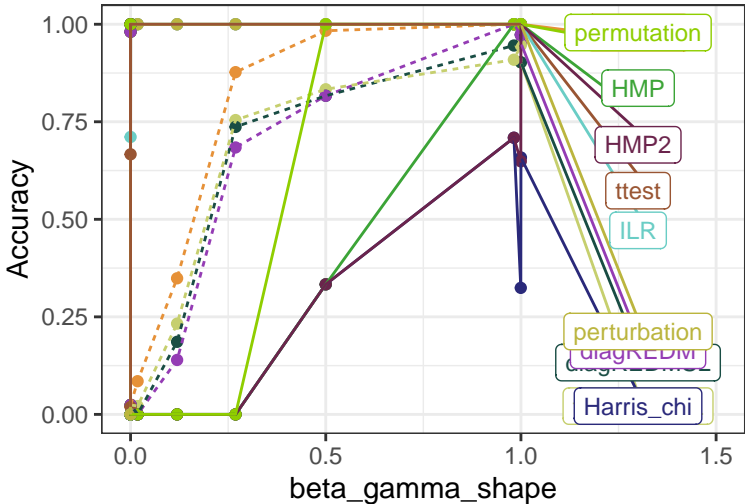 1.00
0.75
0.50
0.25
0.00
Accuracy
permutation
HMP
HMP2
ttest
ILR
perturbation
diagREDM
Harris_chi
0.0
0.5
1.0
1.5
beta_gamma_shape